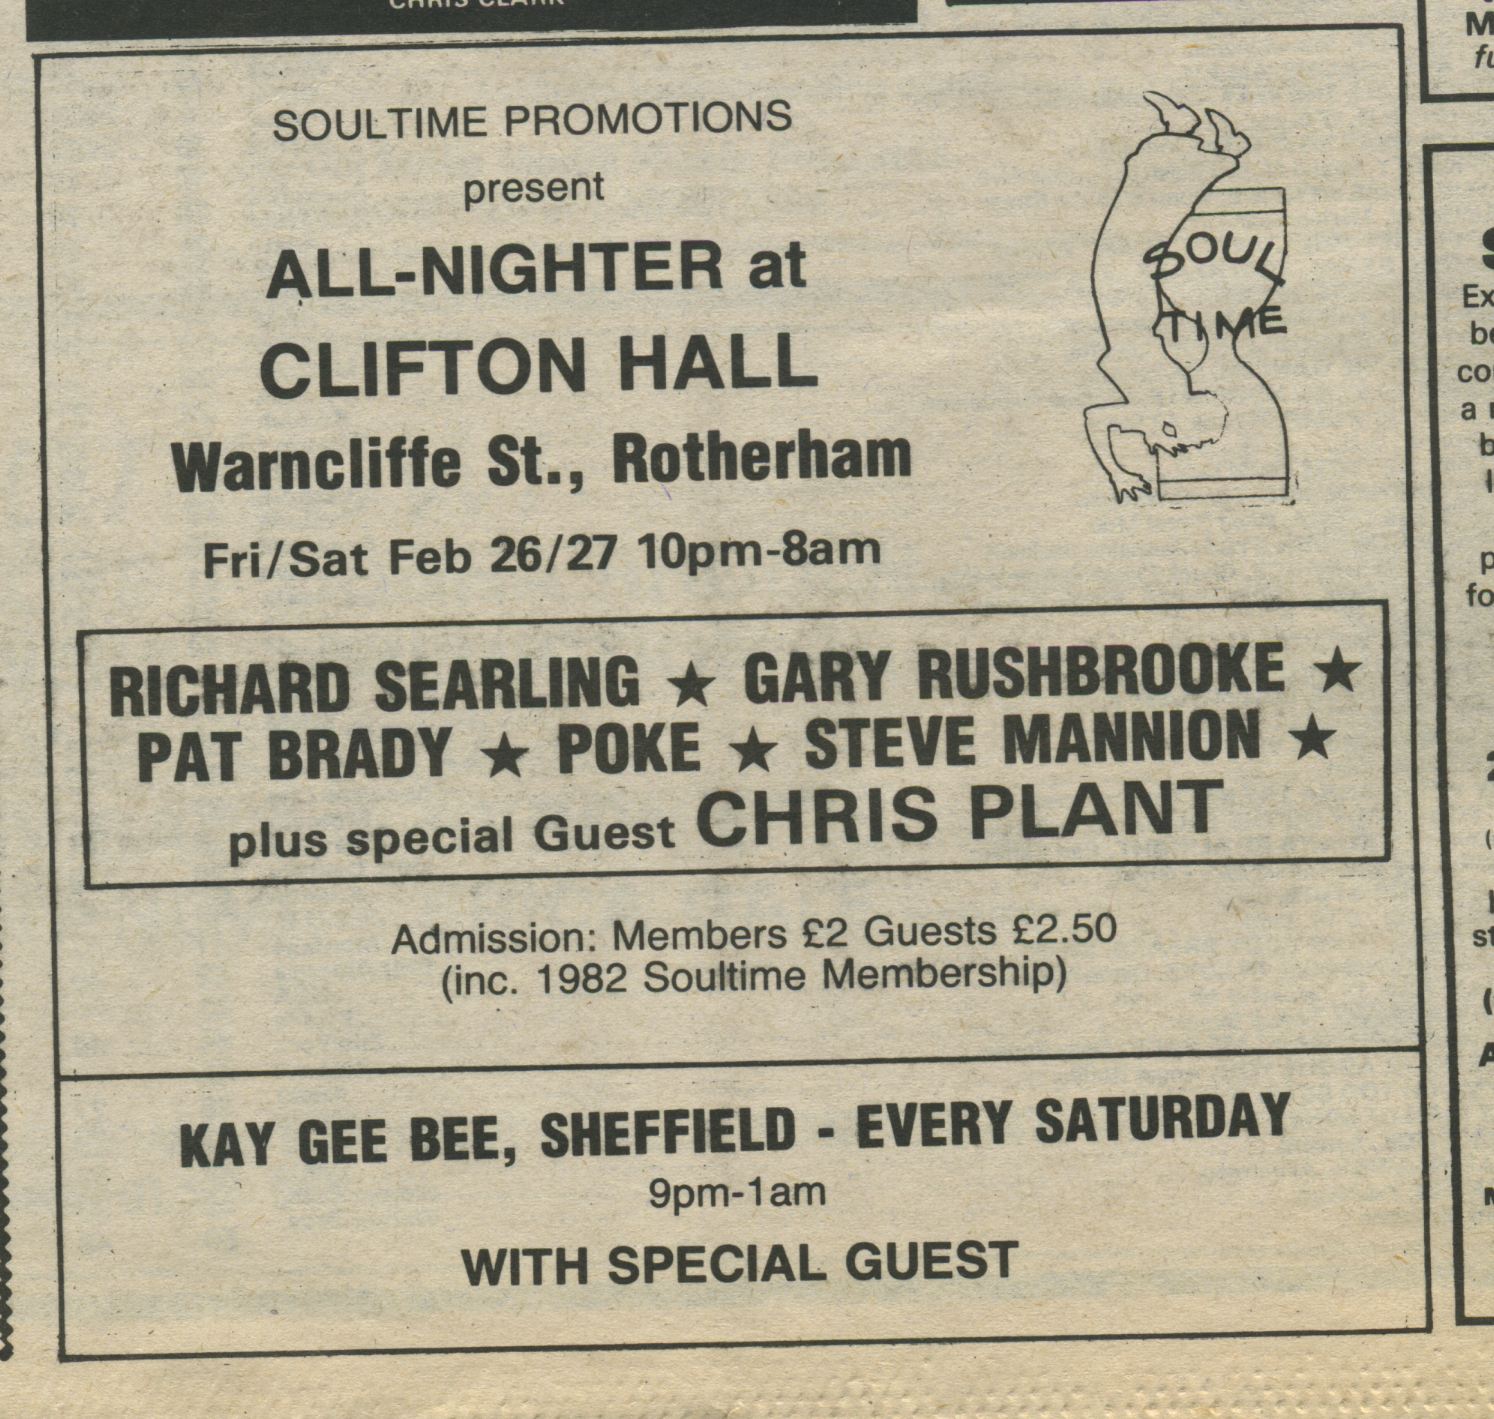 CHRIS CLARK
SOULTIME PROMOTIONS
present
ALL-NIGHTER at
CLIFTON HALL
Warncliffe St., Rotherham
Fri/Sat Feb 26/27 10pm-8am
SOUL
TIME
RICHARD SEARLING ★ GARY RUSHBROOKE ★
PAT BRADY ★ POKE ★ STEVE MANNION ★
plus special Guest CHRIS PLANT
Admission: Members £2 Guests £2.50
(inc. 1982 Soultime Membership)
KAY GEE BEE, SHEFFIELD - EVERY SATURDAY
9pm-1am
WITH SPECIAL GUEST